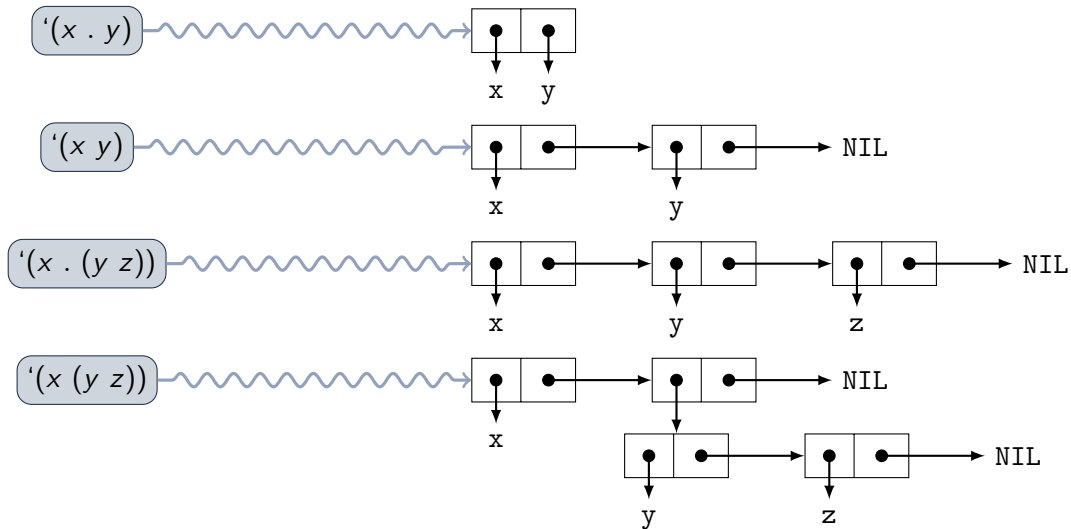 ‘(x . y)
x y
‘(x y)
NIL
x y
‘(x . (y z))
NIL
x y z
‘(x (y z))
NIL
x
NIL
y z